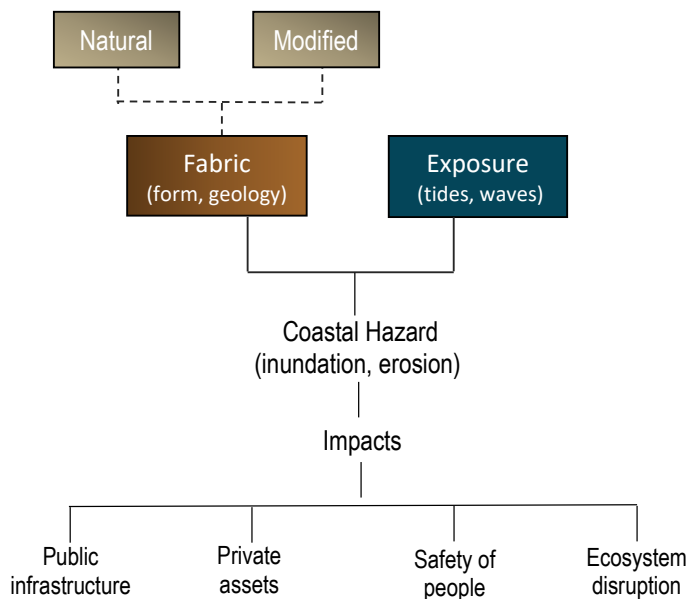 Natural
Modified
Fabric
(form, geology)
Exposure
(tides, waves)
Coastal Hazard
(inundation, erosion)
Impacts
Public
infrastructure
Private
assets
Safety of
people
Ecosystem
disruption